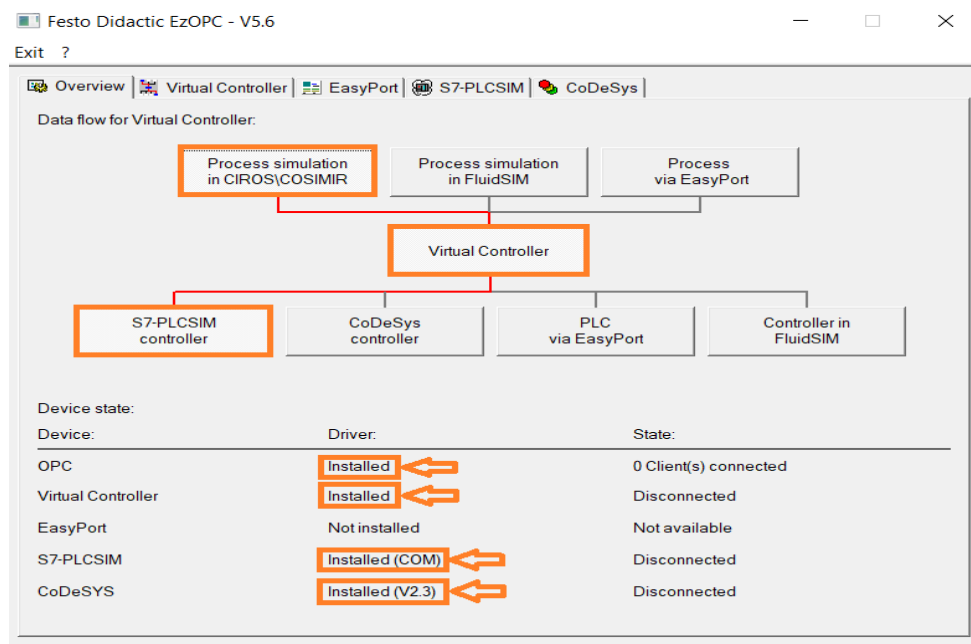 Festo Didactic EzOPC - V5.6
Exit ?
Overview Virtual Controller EasyPort S7-PLCSIM CoDeSys
Data flow for Virtual Controller:
Process simulation in CIROS\COSIMIR
Process simulation in FluidSIM
Process via EasyPort
Virtual Controller
S7-PLCSIM controller
CoDeSys controller
PLC via EasyPort
Controller in FluidSIM
Device state:
Device: Driver: State:
OPC Installed 0 Client(s) connected
Virtual Controller Installed Disconnected
EasyPort Not installed Not available
S7-PLCSIM Installed (COM) Disconnected
CoDeSYS Installed (V2.3) Disconnected